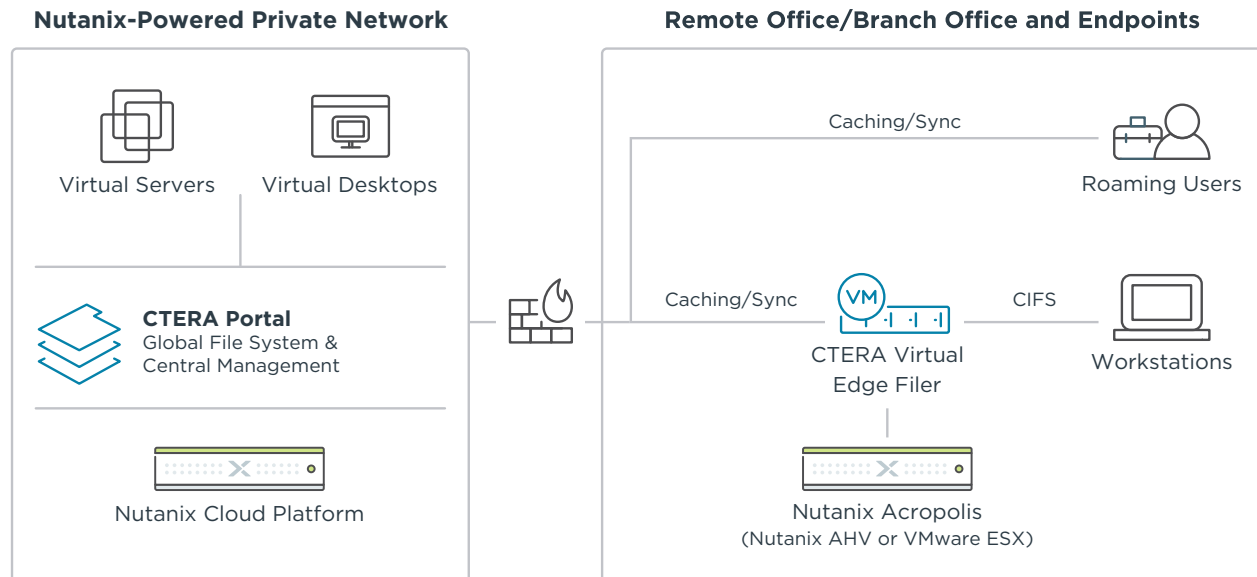 Nutanix-Powered Private Network
Virtual Servers
Virtual Desktops
CTERA Portal
Global File System &
Central Management
Nutanix Cloud Platform
Remote Office/Branch Office and Endpoints
Caching/Sync
Roaming Users
Caching/Sync
VM
CIFS
CTERA Virtual
Edge Filer
Workstations
Nutanix Acropolis
(Nutanix AHV or VMware ESX)